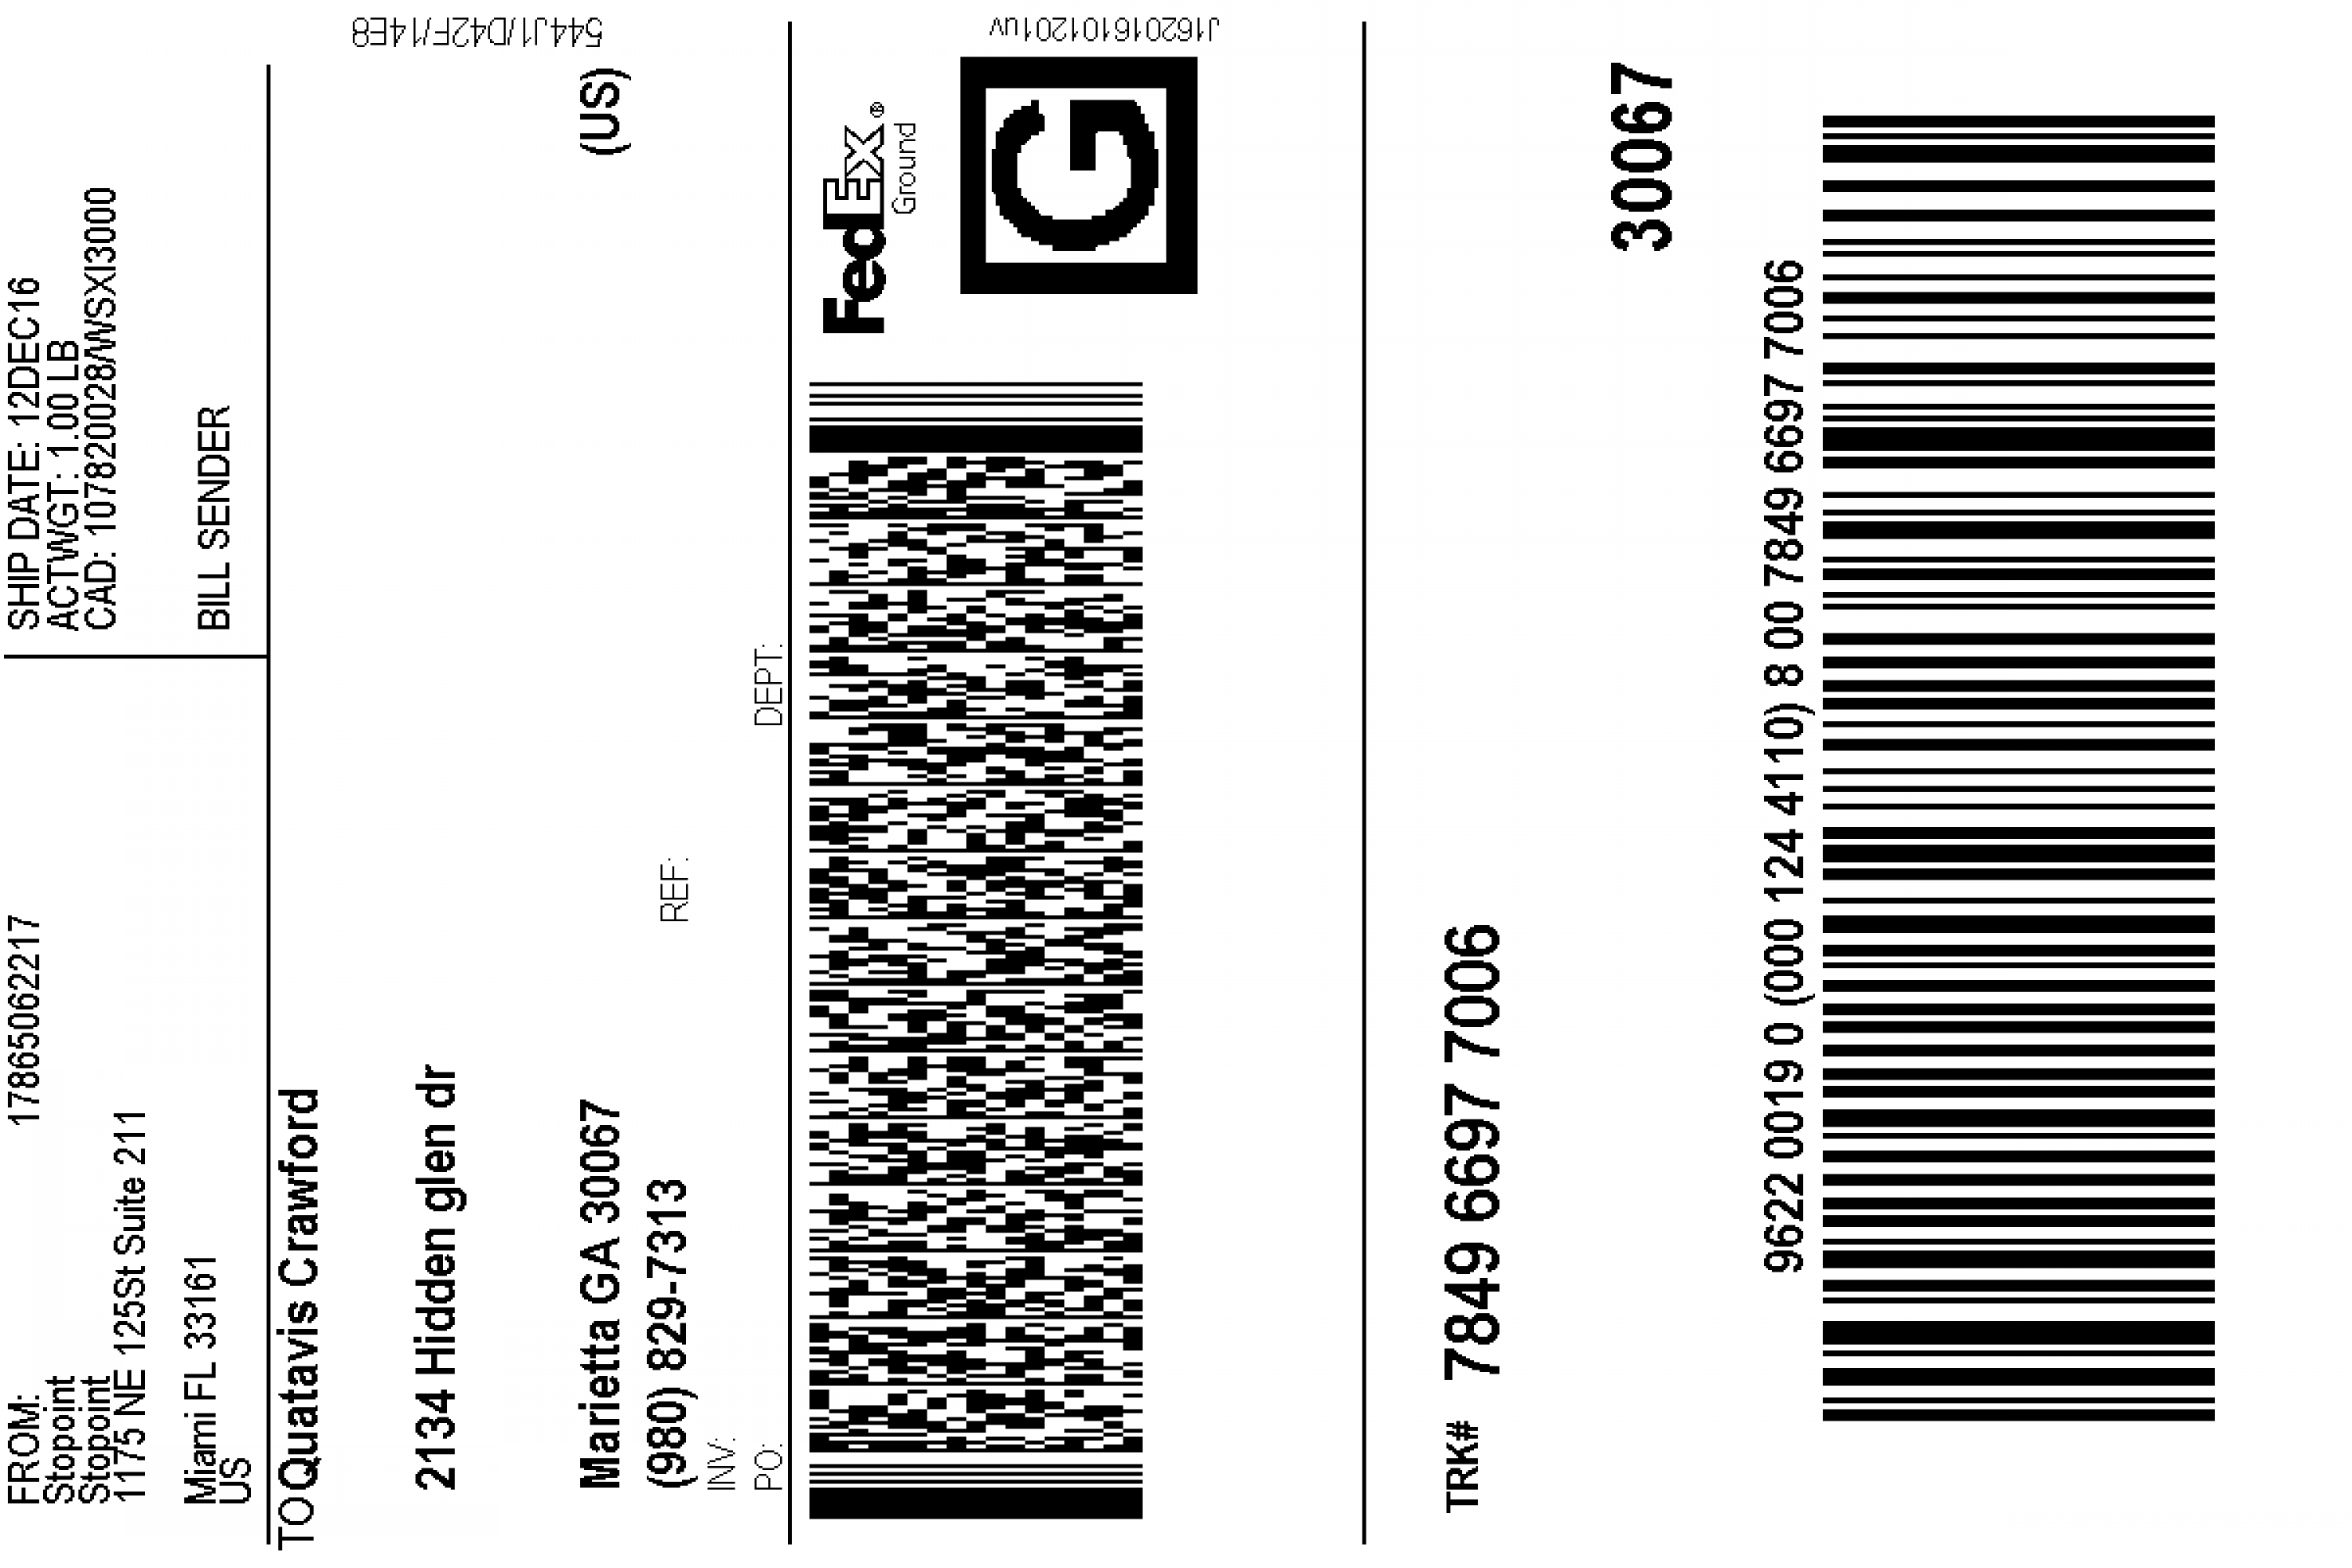 FROM: 17865062217
Stopoint
Stopoint
1175 NE 125St Suite 211
Miami FL 33161
US
SHIP DATE: 12DEC16
ACTWGT: 1.00 LB
CAD: 107820028/WSXI3000
BILL SENDER
TO Quatavis Crawford
2134 Hidden glen dr
Marietta GA 30067 (US)
(980) 829-7313
REF:
INV:
PO: DEPT:
544J1/D42F/14E8
FedEx®
Ground
G
J162016101201uv
TRK# 7849 6697 7006
30067
9622 0019 0 (000 124 4110) 8 00 7849 6697 7006